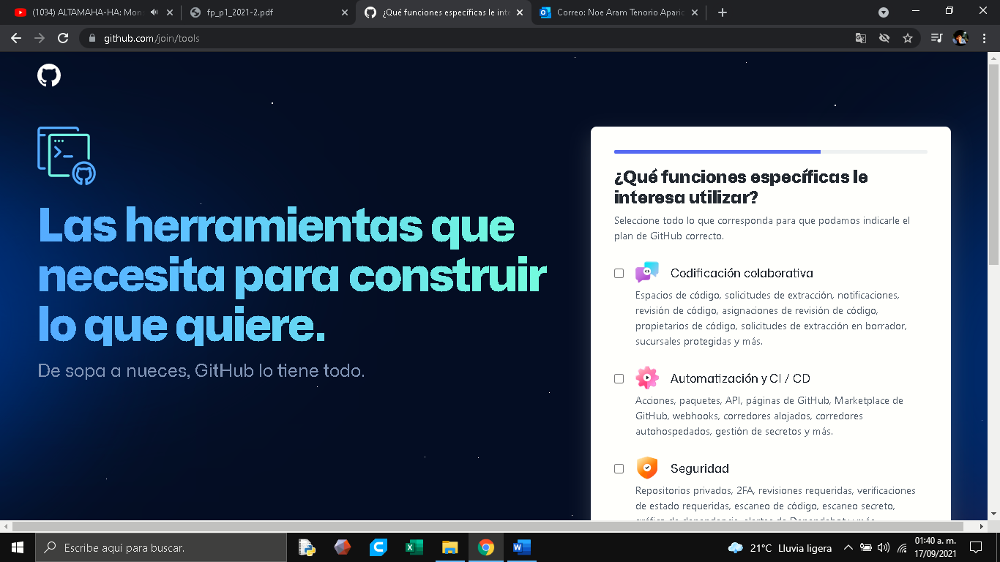 (1034) ALTAMAHA-HA: Mon
fp_p1_2021-2.pdf
¿Qué funciones específicas le inte
Correo: Noe Aram Tenorio Aparic
github.com/join/tools
Las herramientas que
necesita para construir
lo que quiere.
De sopa a nueces, GitHub lo tiene todo.
¿Qué funciones específicas le
interesa utilizar?
Seleccione todo lo que corresponda para que podamos indicarle el
plan de GitHub correcto.
Codificación colaborativa
Espacios de código, solicitudes de extracción, notificaciones,
revisión de código, asignaciones de revisión de código,
propietarios de código, solicitudes de extracción en borrador,
sucursales protegidas y más.
Automatización y CI / CD
Acciones, paquetes, API, páginas de GitHub, Marketplace de
GitHub, webhooks, corredores alojados, corredores
autohospedados, gestión de secretos y más.
Seguridad
Repositorios privados, 2FA, revisiones requeridas, verificaciones
de estado requeridas, escaneo de código, escaneo secreto,
gráfico de dependencia, alertas de Dependabot y más.
Escribe aquí para buscar.
21°C Lluvia ligera
01:40 a. m.
17/09/2021